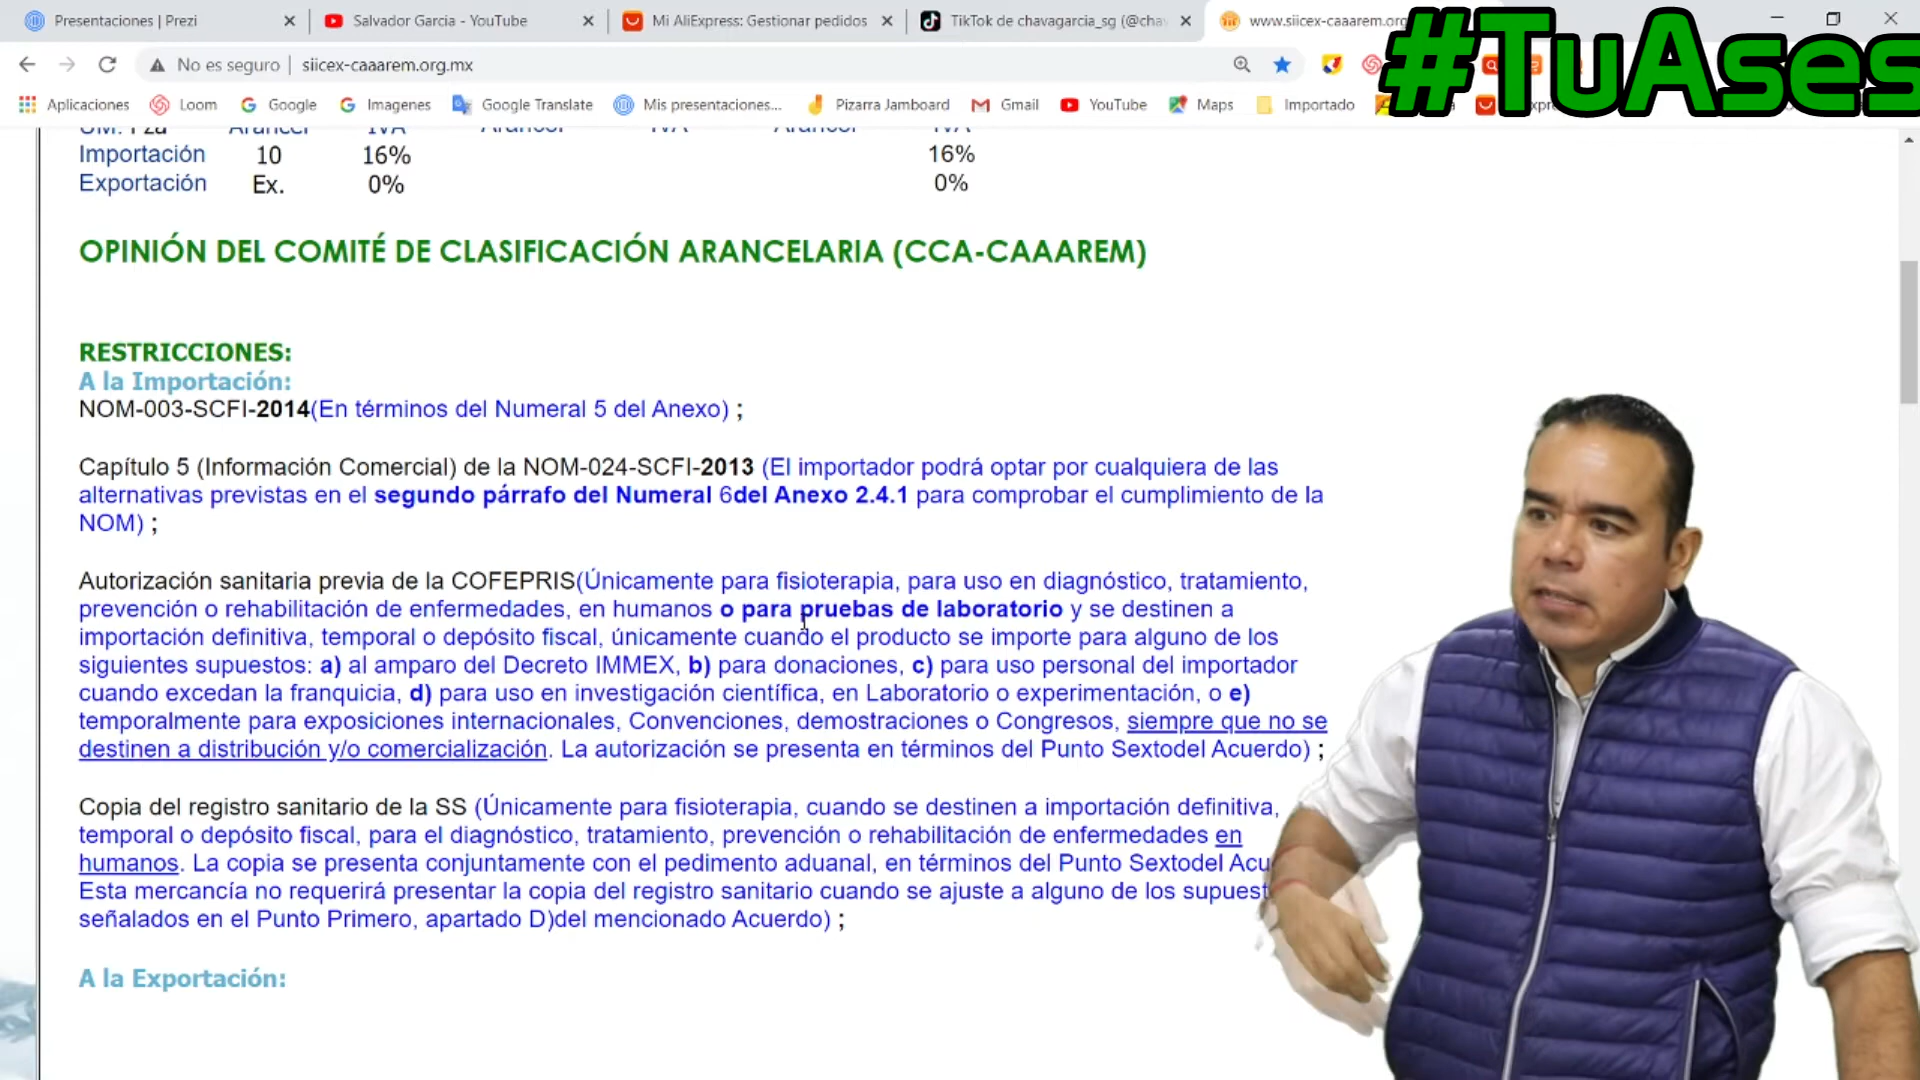 Presentaciones | Prezi
Salvador Garcia - YouTube
Mi AliExpress: Gestionar pedidos
TikTok de chavagarcia_sg (@cha
www.siicex-caaarem.org
#TuAses
No es seguro
siicex-caaarem.org.mx
Aplicaciones
Loom
Google
Imagenes
Google Translate
Mis presentaciones...
Pizarra Jamboard
Gmail
YouTube
Maps
Importado
UM: Pza Arancel IVA Arancel IVA Arancel IVA
Importación 10 16% 16%
Exportación Ex. 0% 0%
OPINIÓN DEL COMITÉ DE CLASIFICACIÓN ARANCELARIA (CCA-CAAAREM)
RESTRICCIONES:
A la Importación:
NOM-003-SCFI-2014(En términos del Numeral 5 del Anexo) ;
Capítulo 5 (Información Comercial) de la NOM-024-SCFI-2013 (El importador podrá optar por cualquiera de las
alternativas previstas en el segundo párrafo del Numeral 6del Anexo 2.4.1 para comprobar el cumplimiento de la
NOM) ;
Autorización sanitaria previa de la COFEPRIS(Únicamente para fisioterapia, para uso en diagnóstico, tratamiento,
prevención o rehabilitación de enfermedades, en humanos o para pruebas de laboratorio y se destinen a
importación definitiva, temporal o depósito fiscal, únicamente cuando el producto se importe para alguno de los
siguientes supuestos: a) al amparo del Decreto IMMEX, b) para donaciones, c) para uso personal del importador
cuando excedan la franquicia, d) para uso en investigación científica, en Laboratorio o experimentación, o e)
temporalmente para exposiciones internacionales, Convenciones, demostraciones o Congresos, siempre que no se
destinen a distribución y/o comercialización. La autorización se presenta en términos del Punto Sextodel Acuerdo) ;
Copia del registro sanitario de la SS (Únicamente para fisioterapia, cuando se destinen a importación definitiva,
temporal o depósito fiscal, para el diagnóstico, tratamiento, prevención o rehabilitación de enfermedades en
humanos. La copia se presenta conjuntamente con el pedimento aduanal, en términos del Punto Sextodel Acu
Esta mercancía no requerirá presentar la copia del registro sanitario cuando se ajuste a alguno de los supuest
señalados en el Punto Primero, apartado D)del mencionado Acuerdo) ;
A la Exportación: